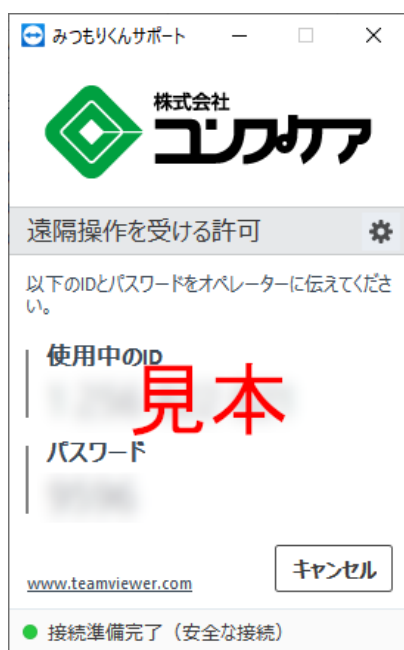 みつもりくんサポート
株式会社
コンプケア
遠隔操作を受ける許可
以下のIDとパスワードをオペレーターに伝えてくださ
い。
使用中のID
見本
パスワード
キャンセル
www.teamviewer.com
接続準備完了（安全な接続）